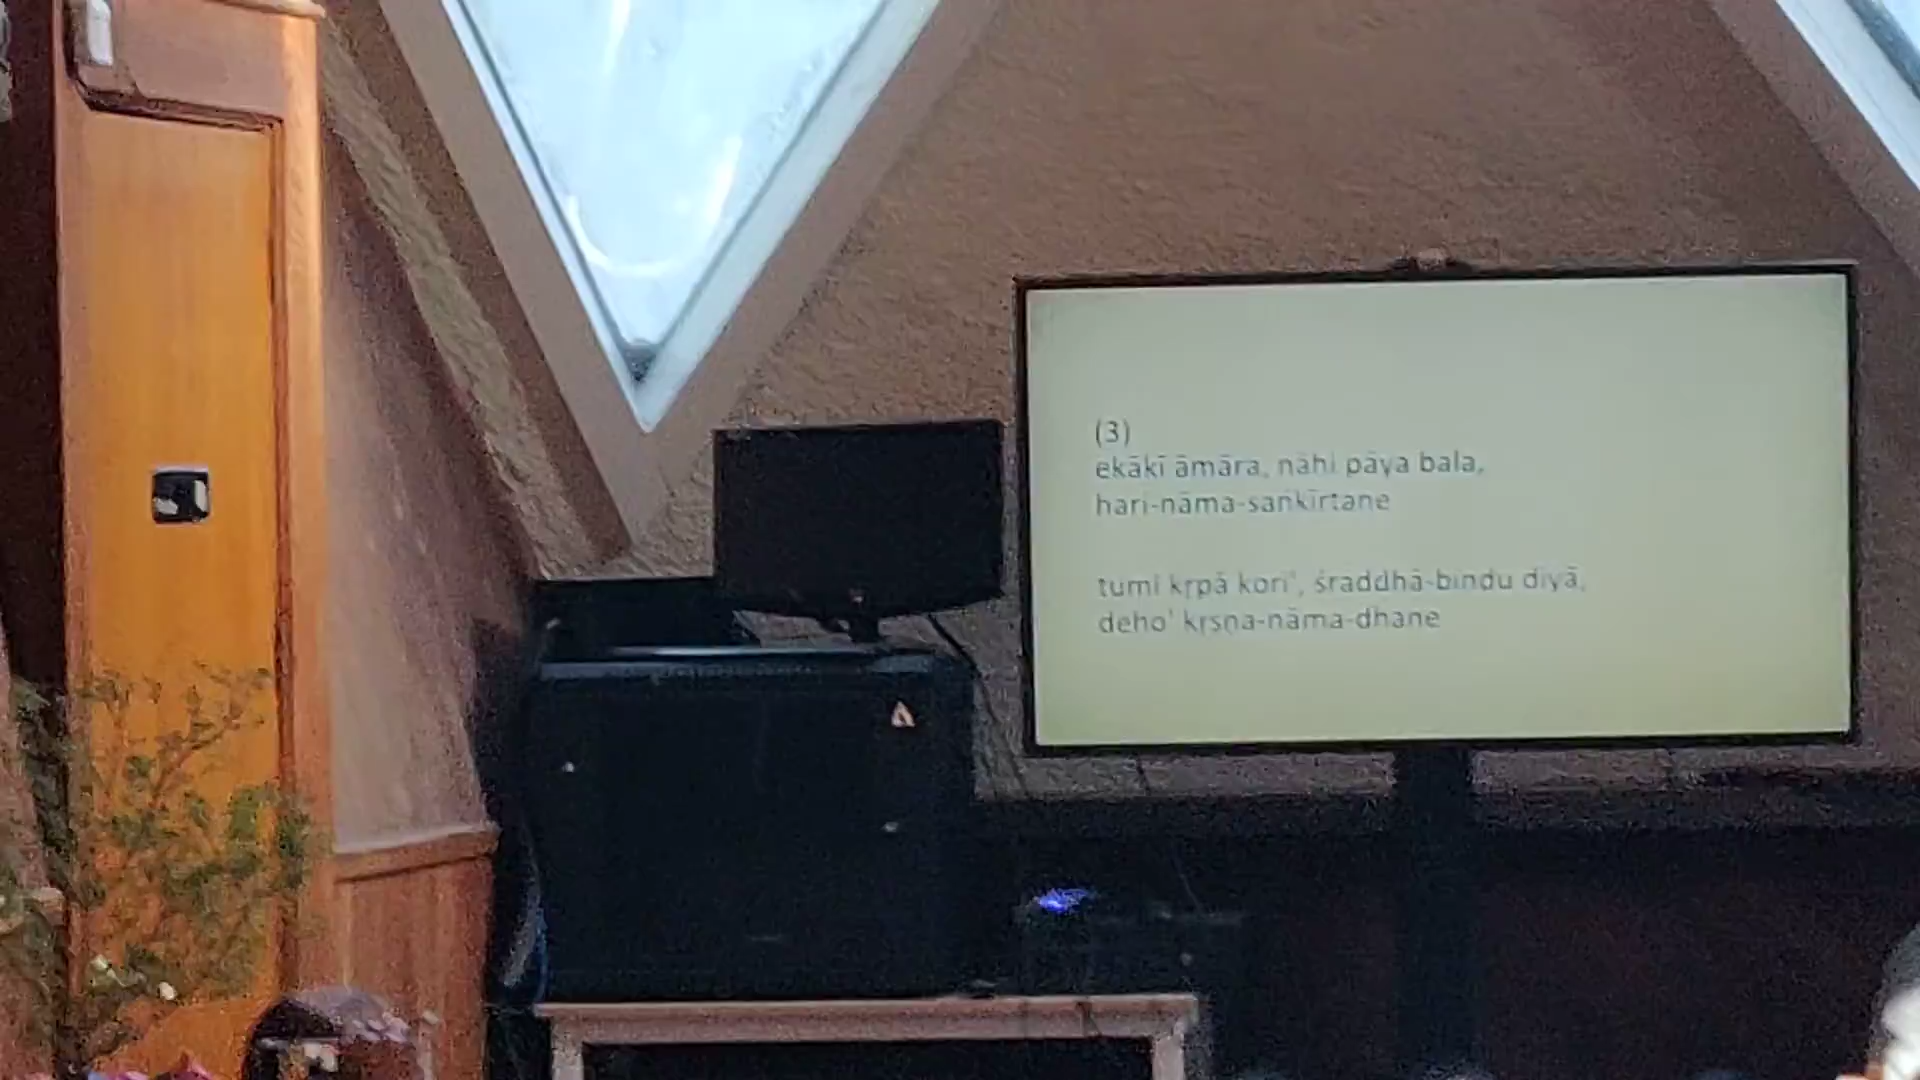 (3)
ekākī āmāra, nāhi pāya bala,
hari-nāma-saṅkīrtane
tumi kṛpā kori', śraddhā-bindu diyā,
deho' kṛṣṇa-nāma-dhane